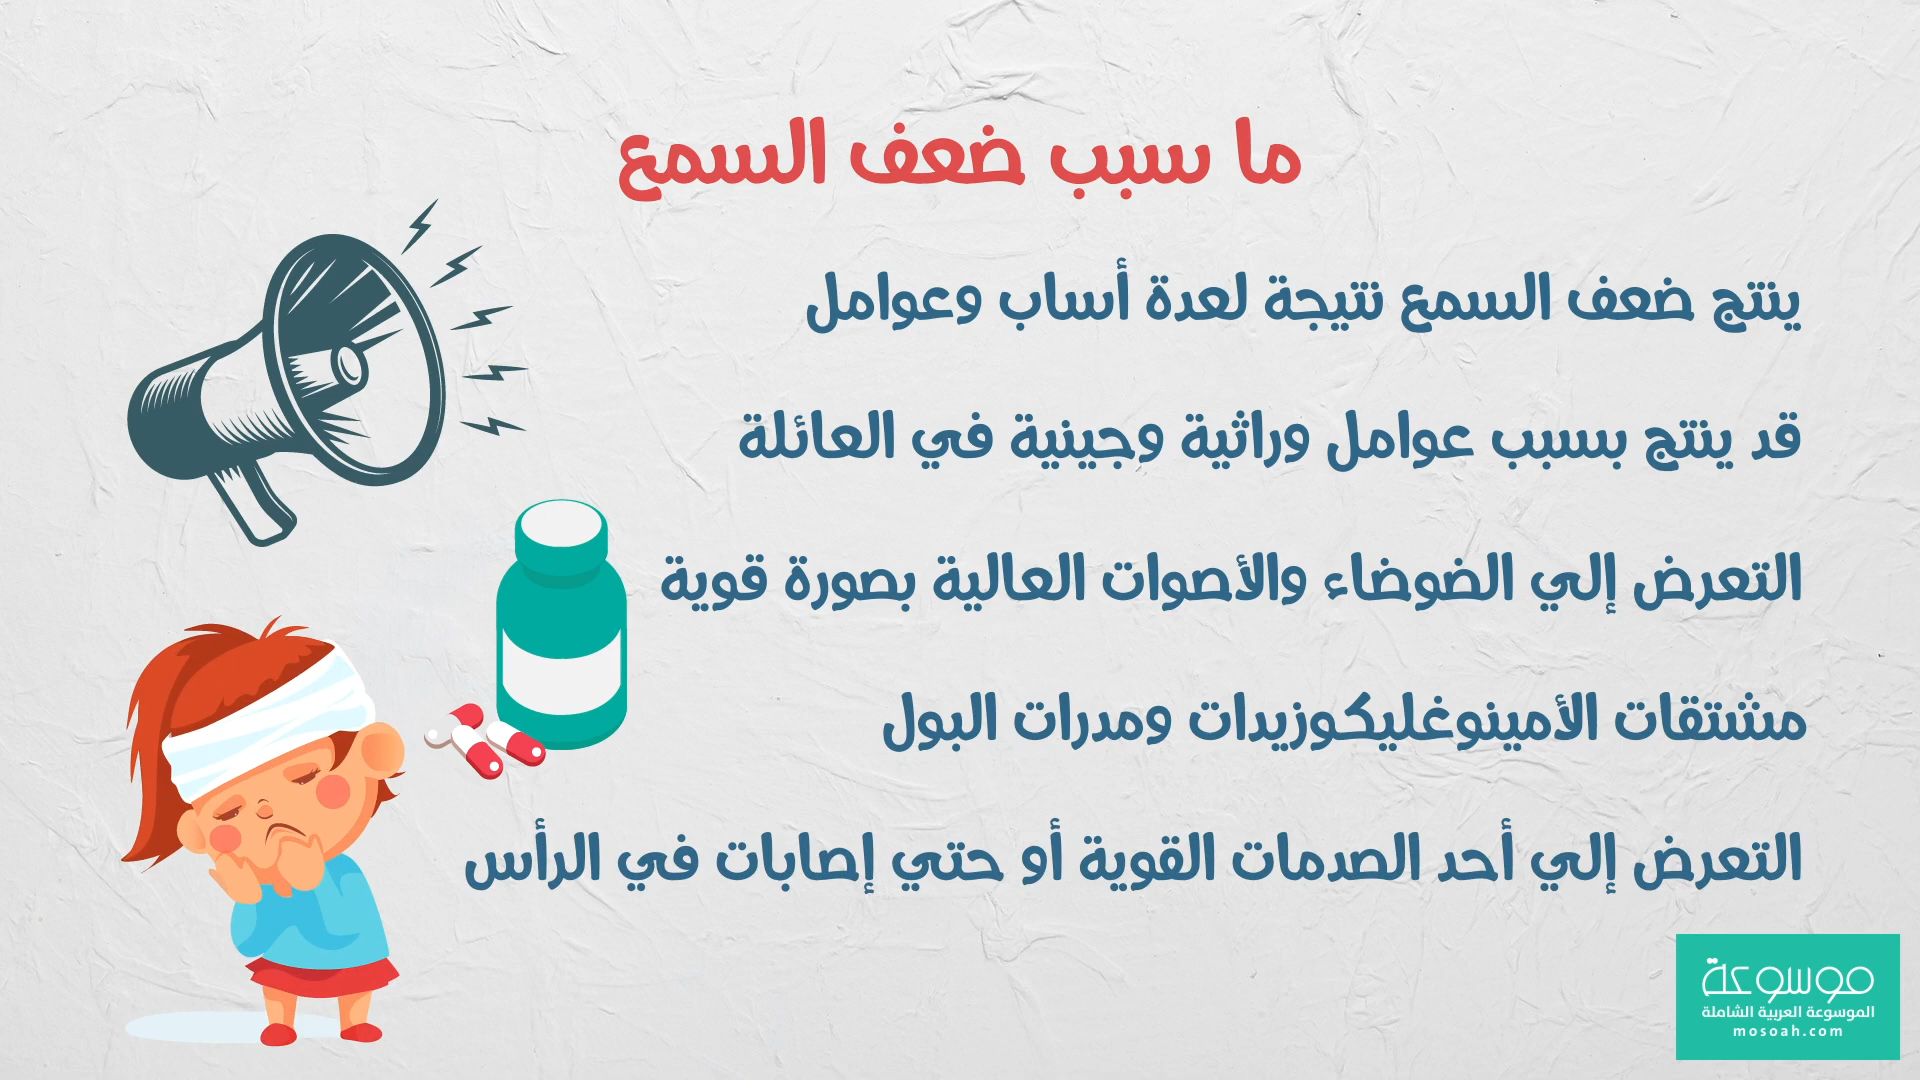 ما سبب ضعف السمع
ينتج ضعف السمع نتيجة لعدة أساب وعوامل
قد ينتج بسبب عوامل وراثية وجينية في العائلة
التعرض إلي الضوضاء والأصوات العالية بصورة قوية
مشتقات الأمينوغليكوزيدات ومدرات البول
التعرض إلي أحد الصدمات القوية أو حتي إصابات في الرأس
موسوعة
الموسوعة العربية الشاملة
mosoah.com